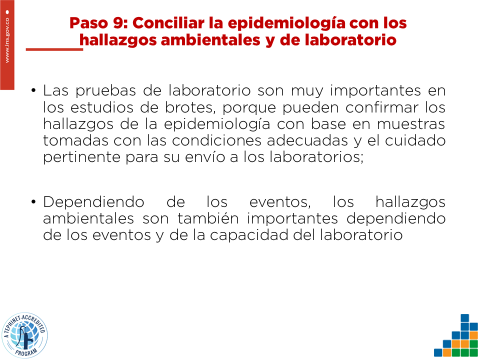 www.ins.gov.co
Paso 9: Conciliar la epidemiología con los
hallazgos ambientales y de laboratorio
• Las pruebas de laboratorio son muy importantes en
los estudios de brotes, porque pueden confirmar los
hallazgos de la epidemiología con base en muestras
tomadas con las condiciones adecuadas y el cuidado
pertinente para su envío a los laboratorios;
• Dependiendo de los eventos, los hallazgos
ambientales son también importantes dependiendo
de los eventos y de la capacidad del laboratorio
A TEPHINET ACCREDITED
PROGRAM